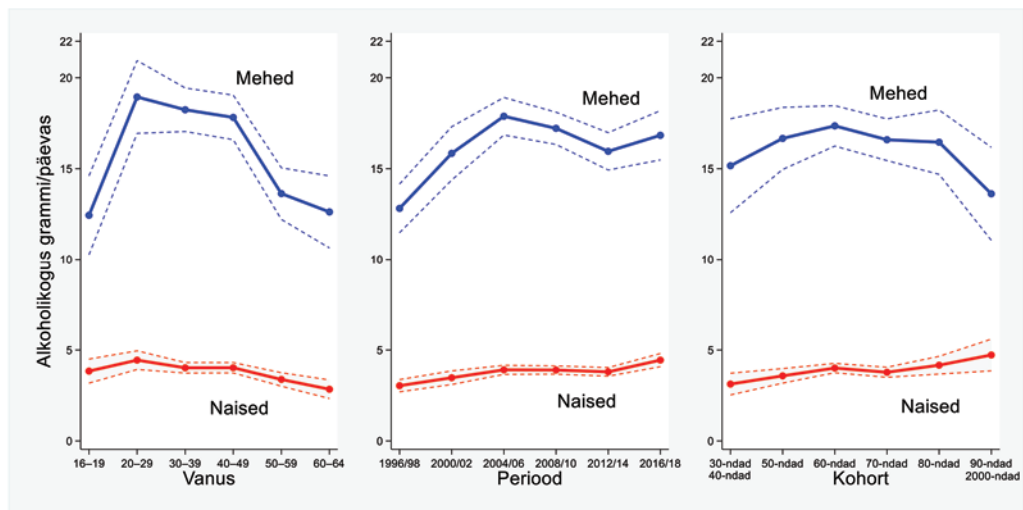 Alkoholikogus grammi/päevas
22
20
15
10
5
0
Mehed
Naised
16–19 20–29 30–39 40–49 50–59 60–64
Vanus
22
20
15
10
5
0
Mehed
Naised
1996/98 2000/02 2004/06 2008/10 2012/14 2016/18
Periood
22
20
15
10
5
0
Mehed
Naised
30-ndad 50-ndad 60-ndad 70-ndad 80-ndad 90-ndad
40-ndad 2000-ndad
Kohort